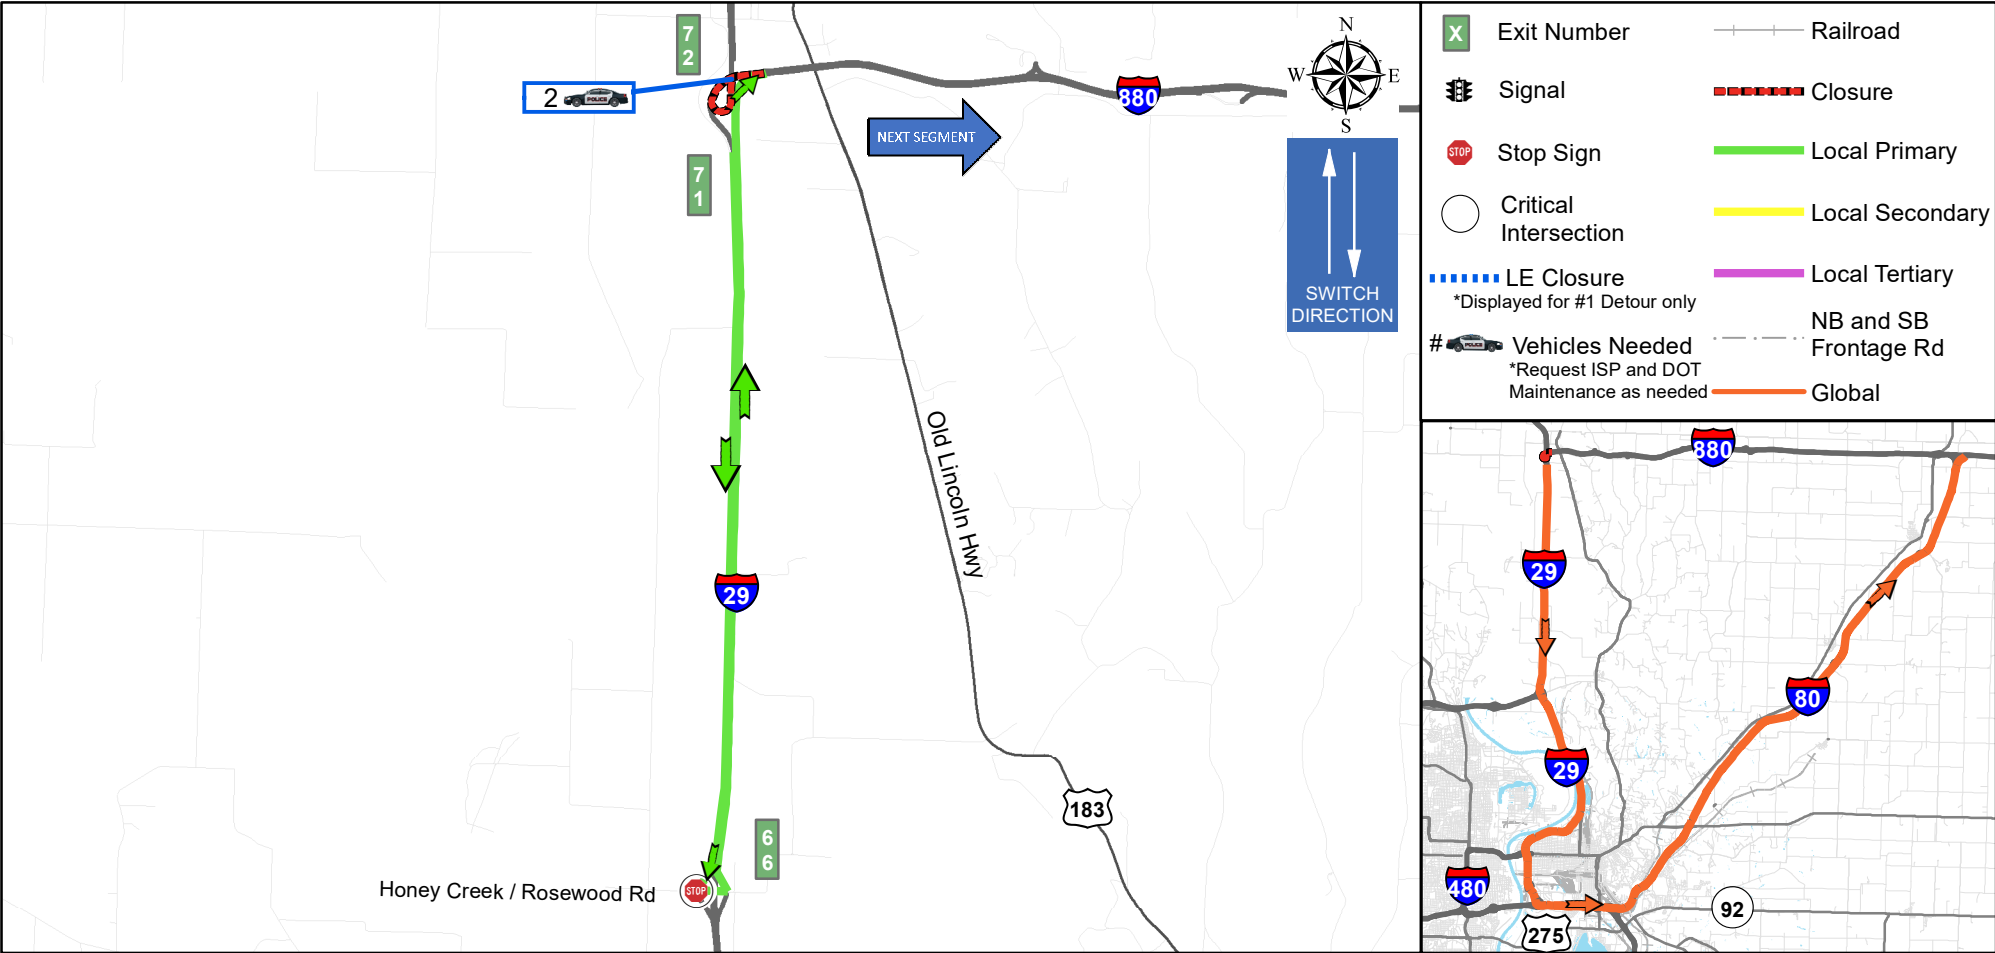 7
2
2
POLICE
880
NEXT SEGMENT
N
W
E
S
SWITCH
DIRECTION
7
1
Old Lincoln Hwy
29
183
6
6
Honey Creek / Rosewood Rd
STOP
X
Exit Number
Signal
STOP
Stop Sign
Critical
Intersection
LE Closure
*Displayed for #1 Detour only
#
POLICE
Vehicles Needed
*Request ISP and DOT
Maintenance as needed
Railroad
Closure
Local Primary
Local Secondary
Local Tertiary
NB and SB
Frontage Rd
Global
880
29
80
29
480
275
92